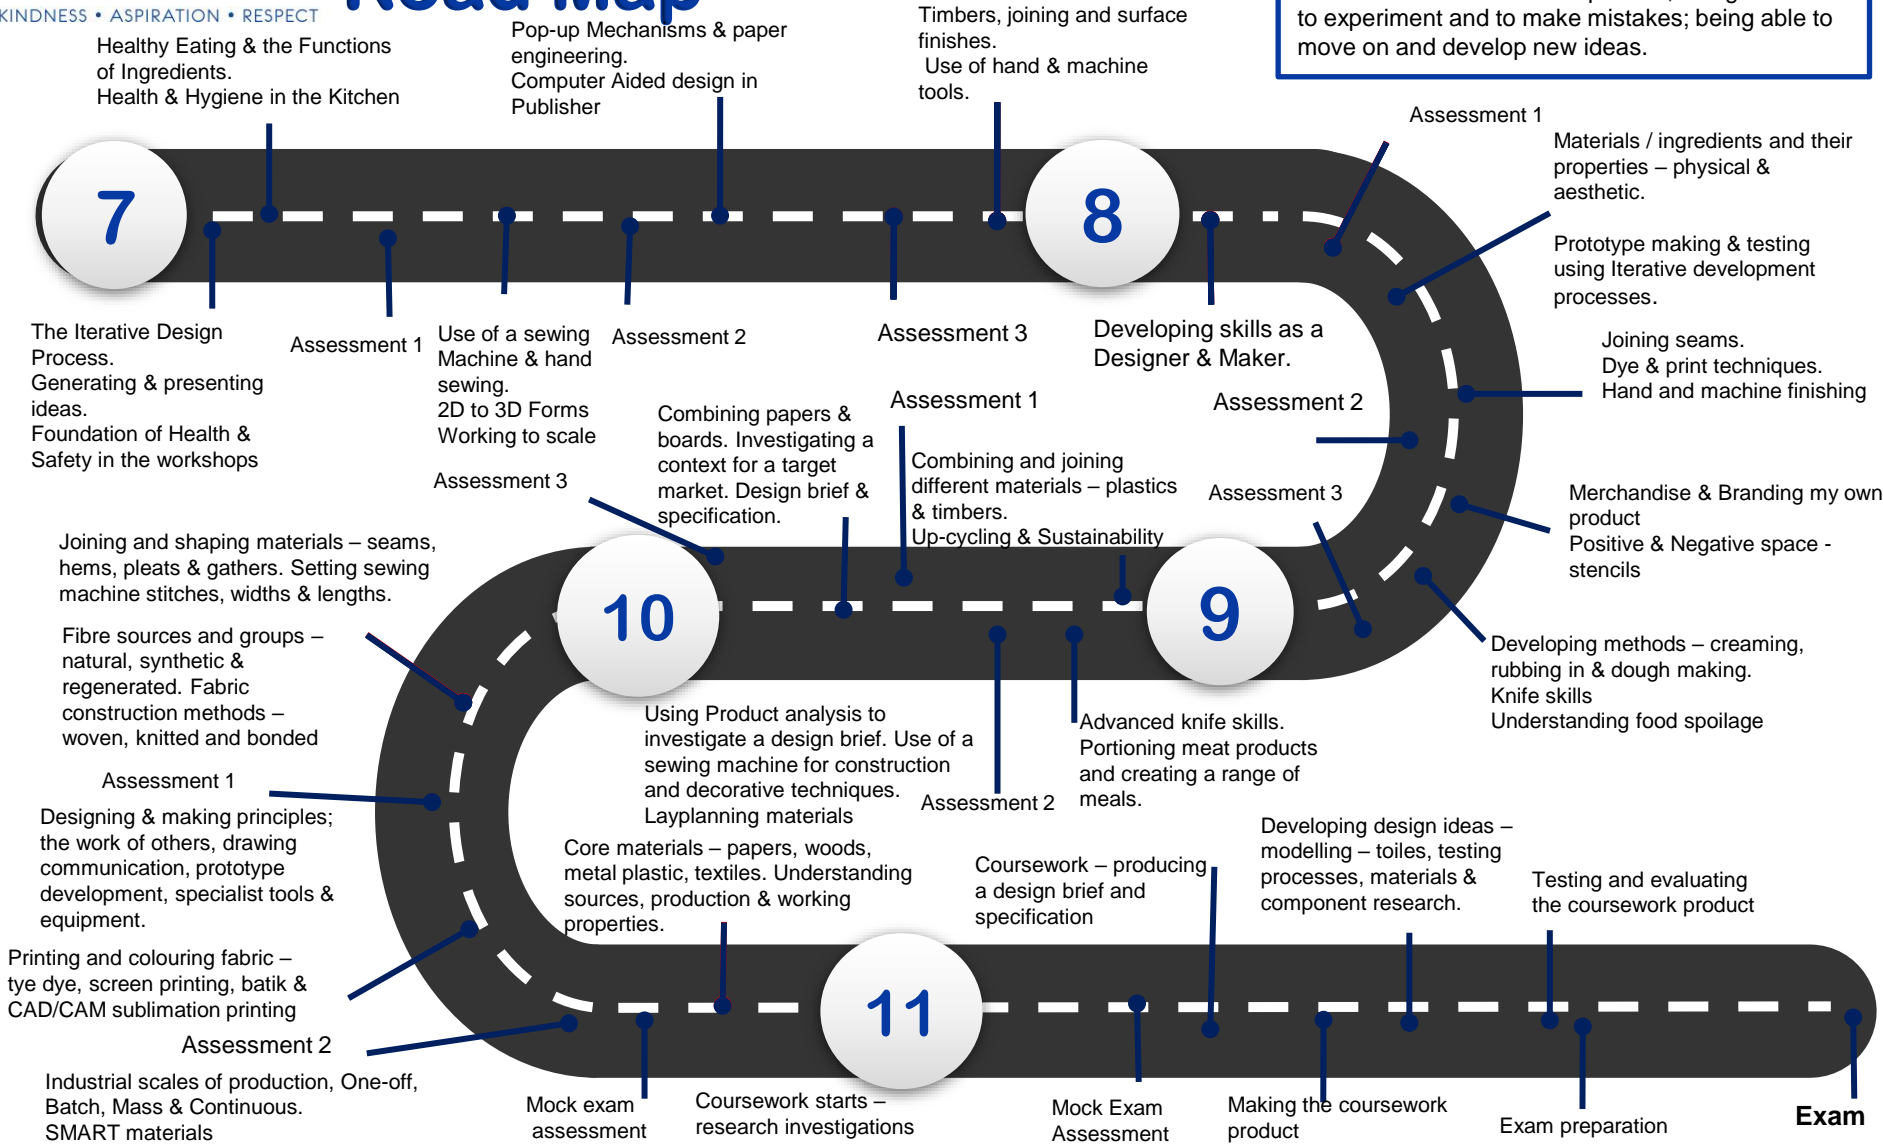 KINDNESS • ASPIRATION • RESPECT
Road Map
to experiment and to make mistakes; being able to
move on and develop new ideas.
Healthy Eating & the Functions
of Ingredients.
Health & Hygiene in the Kitchen
Pop-up Mechanisms & paper
engineering.
Computer Aided design in
Publisher
Timbers, joining and surface
finishes.
Use of hand & machine
tools.
Assessment 1
Materials / ingredients and their
properties – physical &
aesthetic.
Prototype making & testing
using Iterative development
processes.
7
8
The Iterative Design
Process.
Generating & presenting
ideas.
Foundation of Health &
Safety in the workshops
Assessment 1
Use of a sewing
Machine & hand
sewing.
2D to 3D Forms
Working to scale
Assessment 2
Assessment 3
Developing skills as a
Designer & Maker.
Joining seams.
Dye & print techniques.
Hand and machine finishing
Assessment 2
Merchandise & Branding my own
product
Positive & Negative space -
stencils
Assessment 3
Developing methods – creaming,
rubbing in & dough making.
Knife skills
Understanding food spoilage
9
Combining and joining
different materials – plastics
& timbers.
Up-cycling & Sustainability
Advanced knife skills.
Portioning meat products
and creating a range of
meals.
Assessment 1
Assessment 2
Combining papers &
boards. Investigating a
context for a target
market. Design brief &
specification.
Using Product analysis to
investigate a design brief. Use of a
sewing machine for construction
and decorative techniques.
Layplanning materials
Assessment 3
10
Joining and shaping materials – seams,
hems, pleats & gathers. Setting sewing
machine stitches, widths & lengths.
Fibre sources and groups –
natural, synthetic &
regenerated. Fabric
construction methods –
woven, knitted and bonded
Assessment 1
Designing & making principles;
the work of others, drawing
communication, prototype
development, specialist tools &
equipment.
Printing and colouring fabric –
tye dye, screen printing, batik &
CAD/CAM sublimation printing
Assessment 2
Industrial scales of production, One-off,
Batch, Mass & Continuous.
SMART materials
Mock exam
assessment
Core materials – papers, woods,
metal plastic, textiles. Understanding
sources, production & working
properties.
Coursework starts –
research investigations
11
Coursework – producing
a design brief and
specification
Mock Exam
Assessment
Developing design ideas –
modelling – toiles, testing
processes, materials &
component research.
Making the coursework
product
Testing and evaluating
the coursework product
Exam preparation
Exam